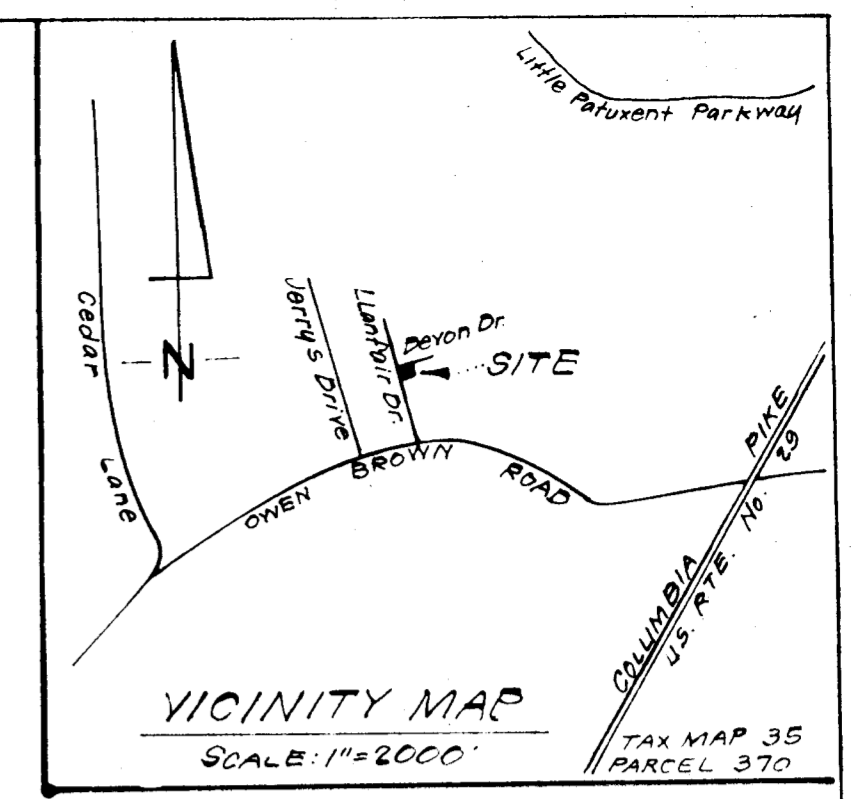 Little Patuxent Parkway
Cedar Lane
N
Jerrys Drive
Llanfair Dr.
Devon Dr.
SITE
OWEN BROWN ROAD
COLUMBIA PIKE
U.S. RTE. No. 29
VICINITY MAP
SCALE: 1"=2000'
TAX MAP 35
PARCEL 370